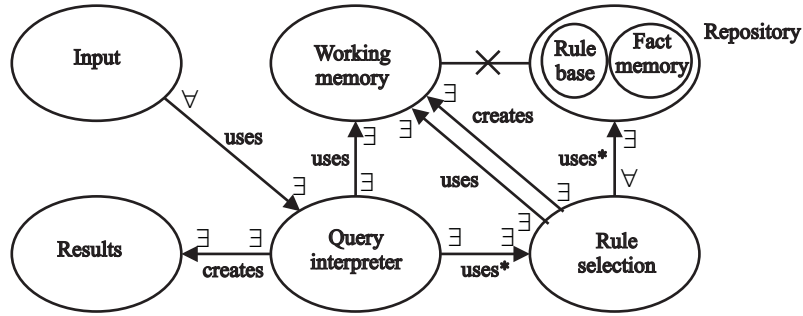 Input
Working
memory
Rule
base
Fact
memory
Repository
∀
uses
∃
∃
uses
∃
∃
creates
∃
uses
∃
∃
∃
uses*
∀
Results
∃
∃
creates
Query
interpreter
∃
∃
uses*
Rule
selection